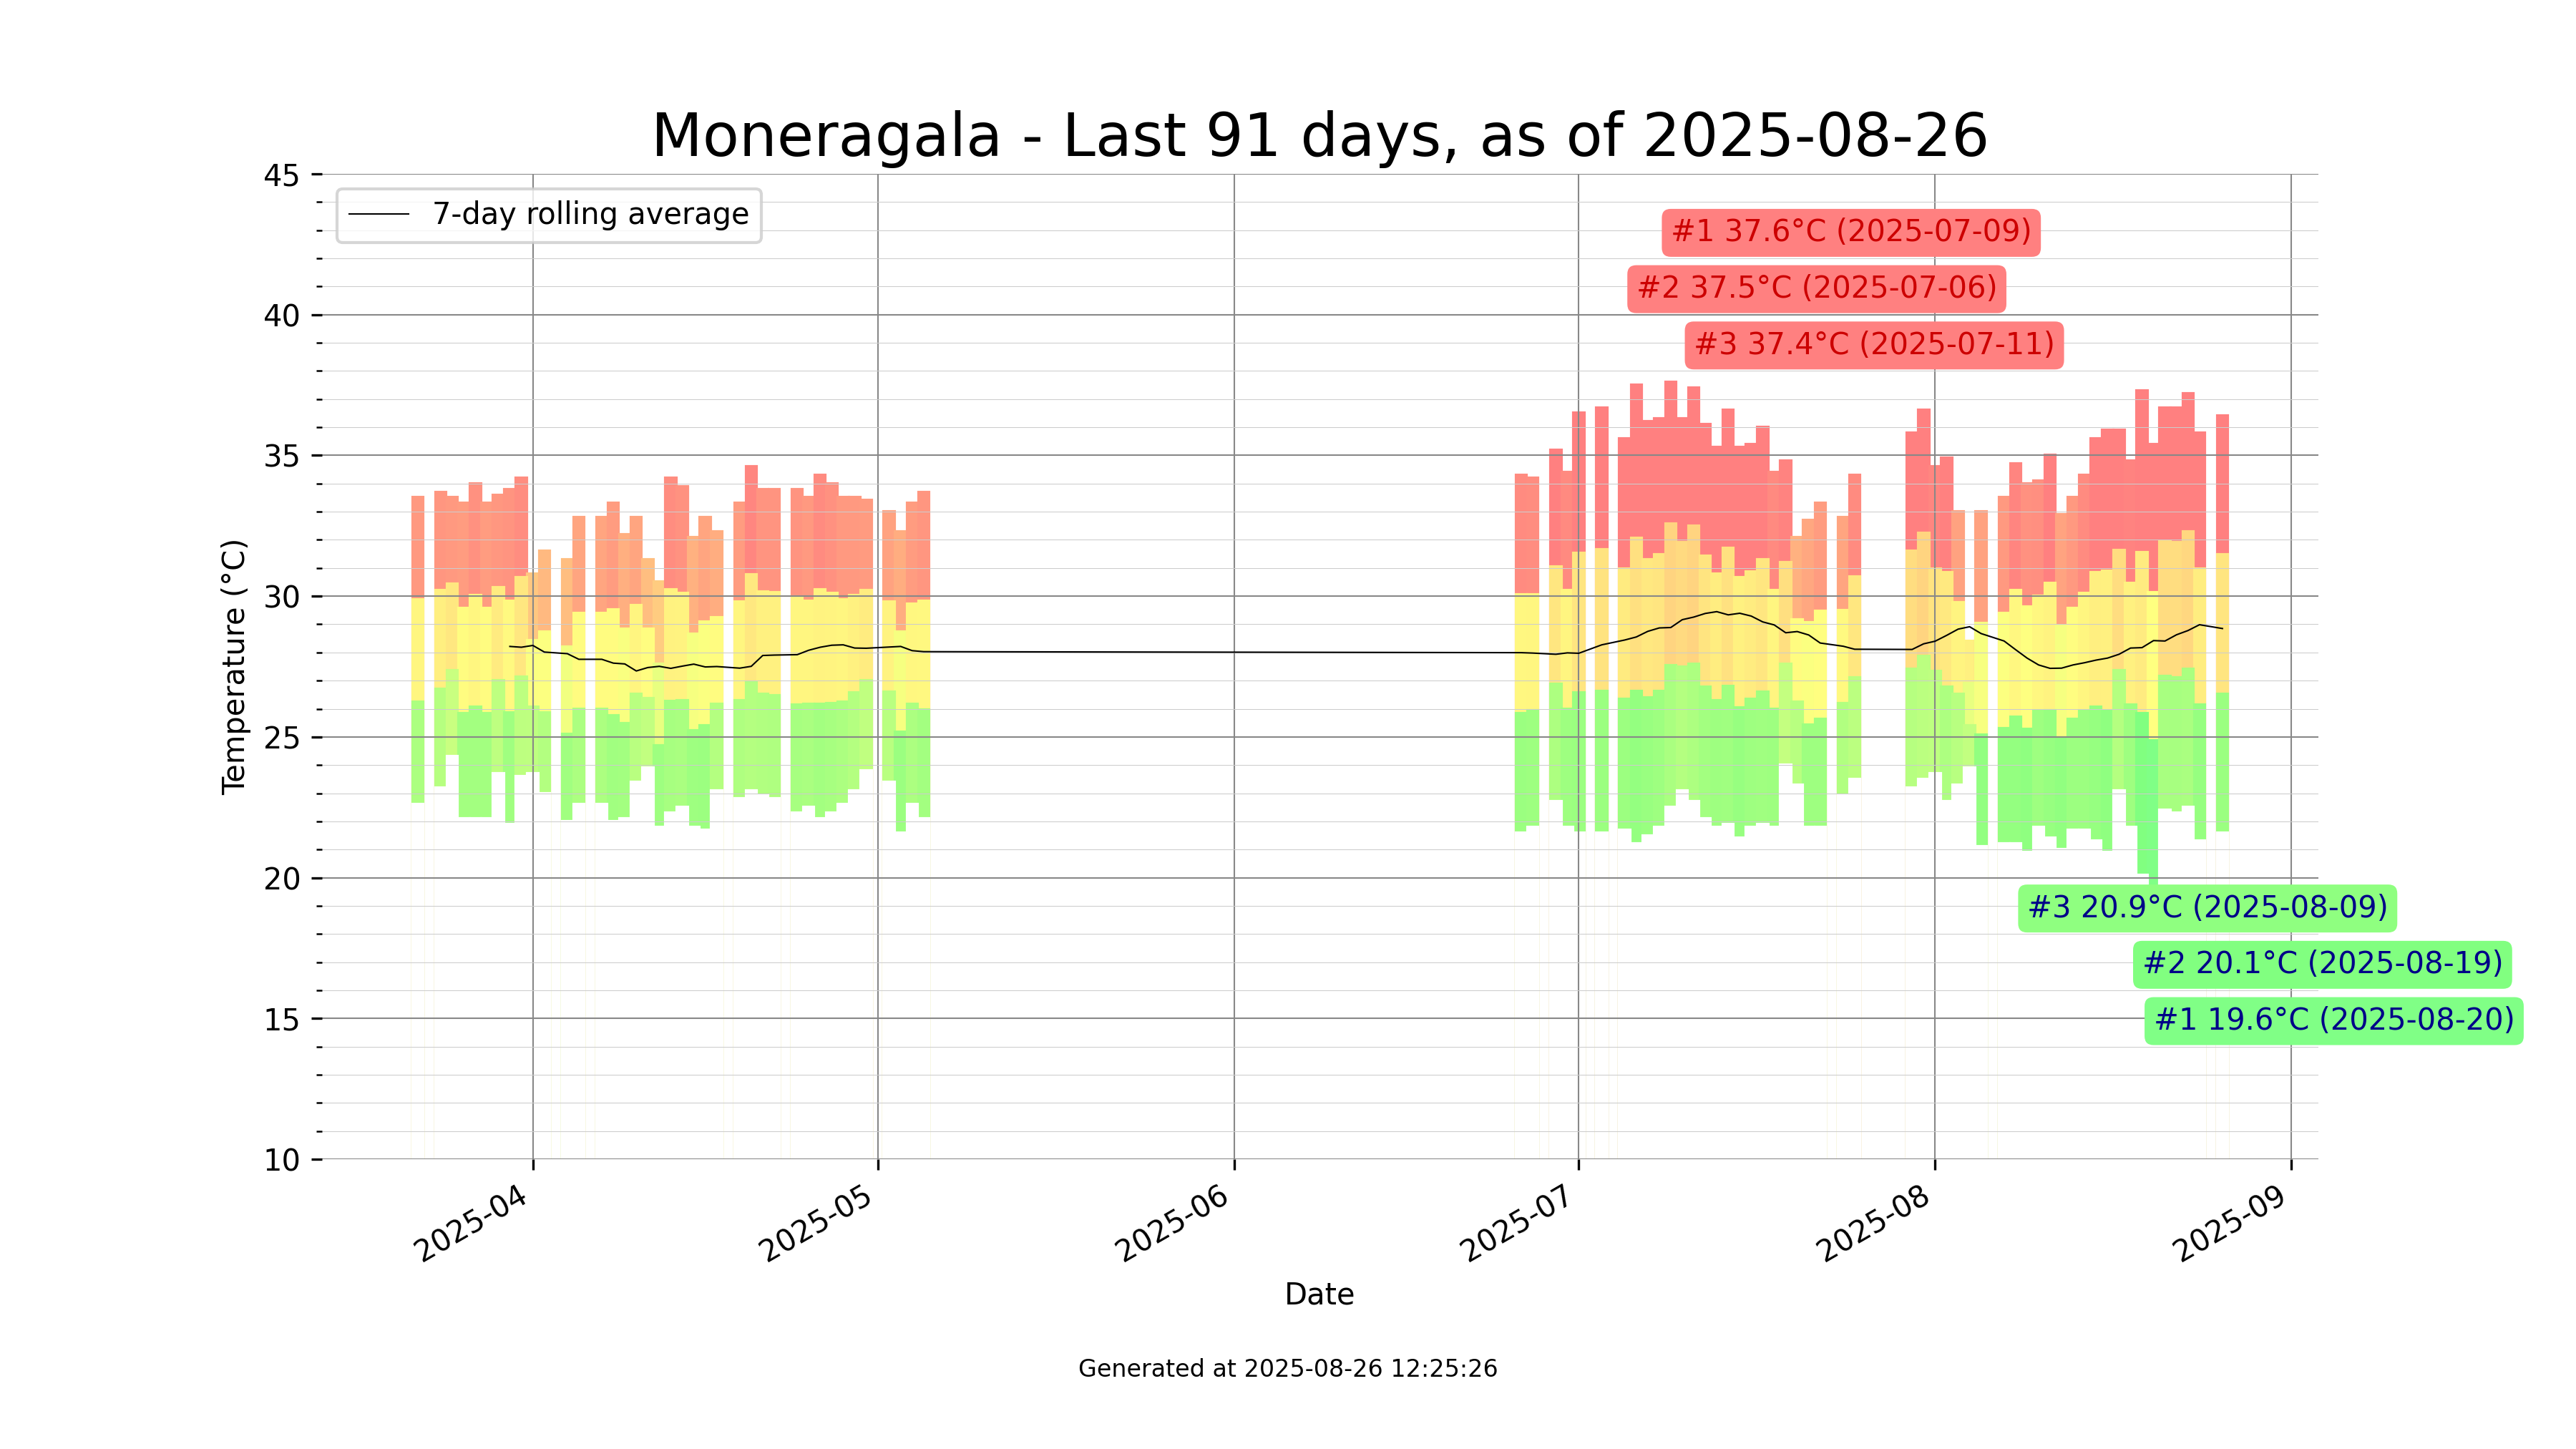 Moneragala - Last 91 days, as of 2025-08-26
45
40
35
30
25
20
15
10
Temperature (°C)
7-day rolling average
#1 37.6°C (2025-07-09)
#2 37.5°C (2025-07-06)
#3 37.4°C (2025-07-11)
#3 20.9°C (2025-08-09)
#2 20.1°C (2025-08-19)
#1 19.6°C (2025-08-20)
2025-04
2025-05
2025-06
2025-07
2025-08
2025-09
Date
Generated at 2025-08-26 12:25:26